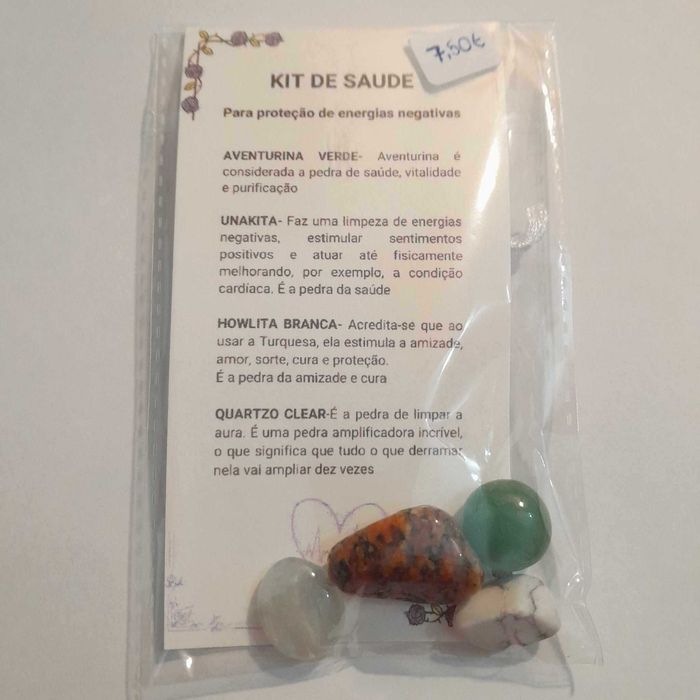 7,50€
KIT DE SAUDE
Para proteção de energias negativas
AVENTURINA VERDE- Aventurina é
considerada a pedra de saúde, vitalidade
e purificação
UNAKITA- Faz uma limpeza de energias
negativas, estimular sentimentos
positivos e atuar até fisicamente
melhorando, por exemplo, a condição
cardíaca. É a pedra da saúde
HOWLITA BRANCA- Acredita-se que ao
usar a Turquesa, ela estimula a amizade,
amor, sorte, cura e proteção.
É a pedra da amizade e cura
QUARTZO CLEAR-É a pedra de limpar a
aura. É uma pedra amplificadora incrível,
o que significa que tudo o que derramar
nela vai ampliar dez vezes